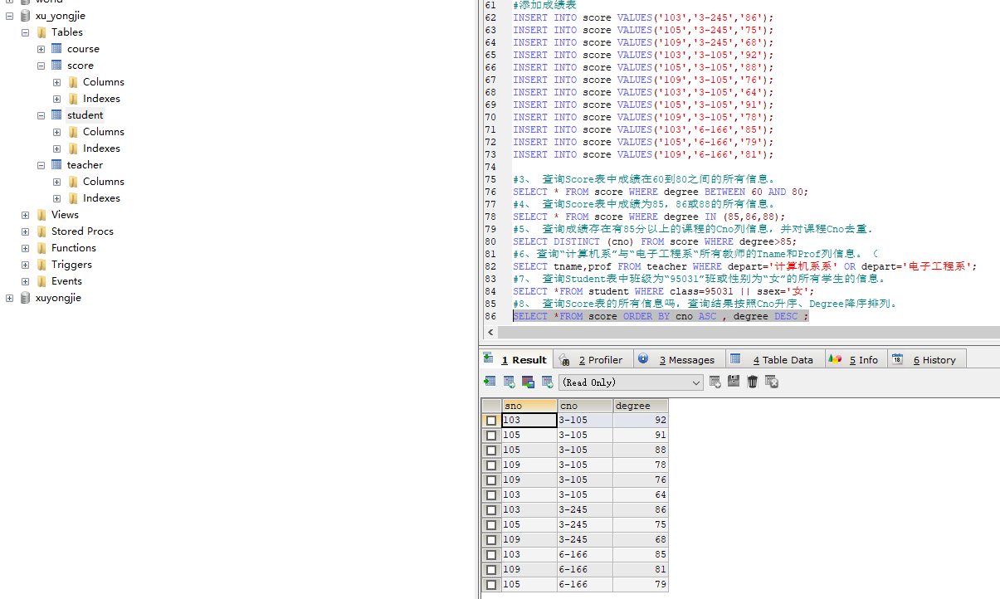 world
xu_yongjie
Tables
course
score
Columns
Indexes
student
Columns
Indexes
teacher
Columns
Indexes
Views
Stored Procs
Functions
Triggers
Events
xuyongjie
61 #添加成绩表
62 INSERT INTO score VALUES('103','3-245','86');
63 INSERT INTO score VALUES('105','3-245','75');
64 INSERT INTO score VALUES('109','3-245','68');
65 INSERT INTO score VALUES('103','3-105','92');
66 INSERT INTO score VALUES('105','3-105','88');
67 INSERT INTO score VALUES('109','3-105','76');
68 INSERT INTO score VALUES('103','3-105','64');
69 INSERT INTO score VALUES('105','3-105','91');
70 INSERT INTO score VALUES('109','3-105','78');
71 INSERT INTO score VALUES('103','6-166','85');
72 INSERT INTO score VALUES('105','6-166','79');
73 INSERT INTO score VALUES('109','6-166','81');
74
75 #3、 查询Score表中成绩在60到80之间的所有信息。
76 SELECT * FROM score WHERE degree BETWEEN 60 AND 80;
77 #4、 查询Score表中成绩为85，86或88的所有信息。
78 SELECT * FROM score WHERE degree IN (85,86,88);
79 #5、 查询成绩存在有85分以上的课程的Cno列信息，并对课程Cno去重.
80 SELECT DISTINCT (cno) FROM score WHERE degree>85;
81 #6、查询“计算机系”与“电子工程系“所有教师的Tname和Prof列信息。（
82 SELECT tname,prof FROM teacher WHERE depart='计算机系系' OR depart='电子工程系';
83 #7、 查询Student表中班级为“95031”班或性别为“女”的所有学生的信息。
84 SELECT *FROM student WHERE class=95031 || ssex='女';
85 #8、 查询Score表的所有信息吗，查询结果按照Cno升序、Degree降序排列。
86 SELECT *FROM score ORDER BY cno ASC , degree DESC ;
1 Result 2 Profiler 3 Messages 4 Table Data 5 Info 18 6 History
(Read Only)
sno cno degree
103 3-105 92
105 3-105 91
105 3-105 88
109 3-105 78
109 3-105 76
103 3-105 64
103 3-245 86
105 3-245 75
109 3-245 68
103 6-166 85
109 6-166 81
105 6-166 79